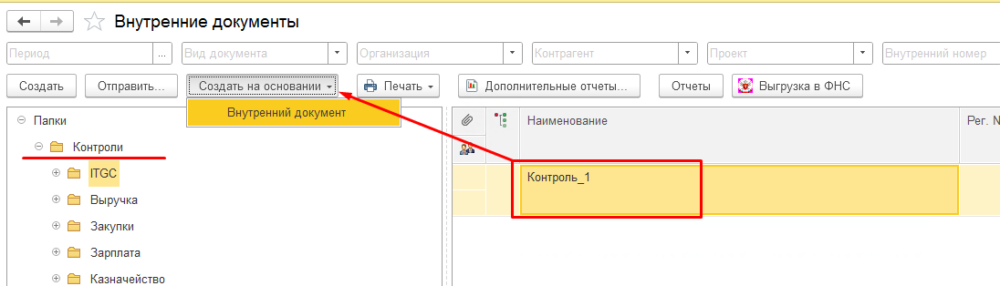 Внутренние документы
Период ... Вид документа Организация Контрагент Проект Внутренний номер
Создать Отправить... Создать на основании Печать Дополнительные отчеты... Отчеты Выгрузка в ФНС
Внутренний документ
Папки
Контроли
ITGC
Выручка
Закупки
Зарплата
Казначейство
Наименование Рег. N
Контроль_1